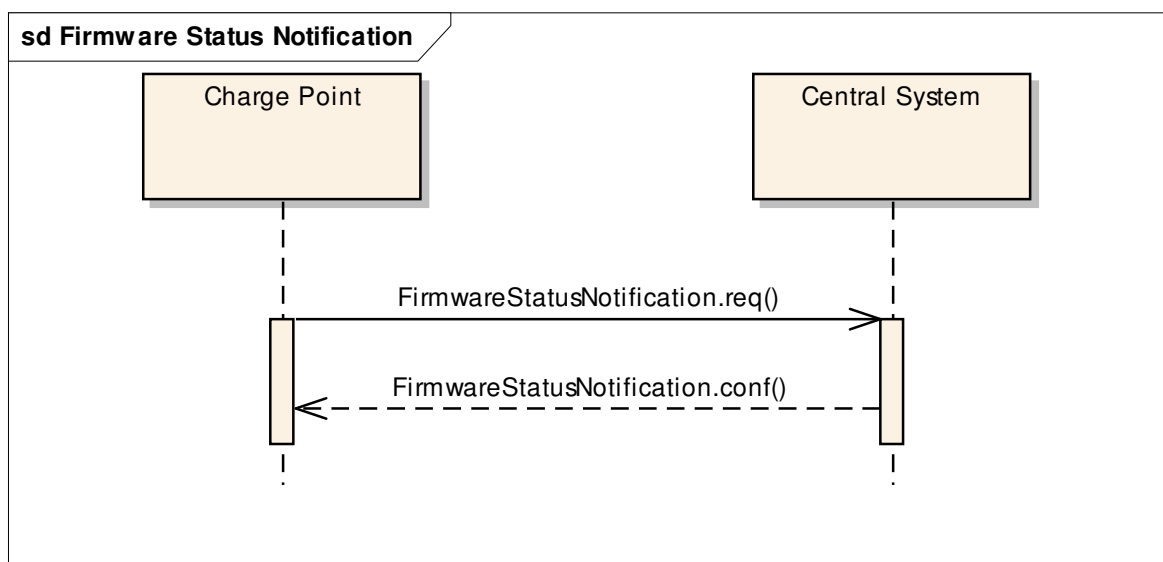 sd Firmware Status Notification
Charge Point
Central System
FirmwareStatusNotification.req()
FirmwareStatusNotification.conf()